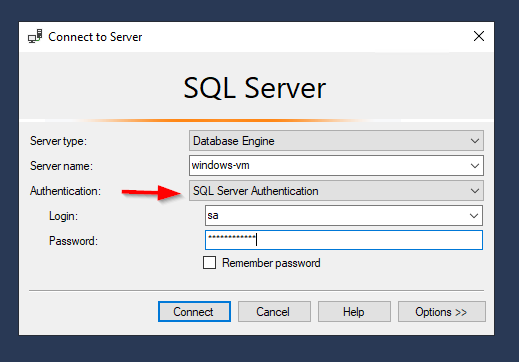 Connect to Server
SQL Server
Server type: Database Engine
Server name: windows-vm
Authentication: SQL Server Authentication
Login: sa
Password: ************
Remember password
Connect Cancel Help Options >>